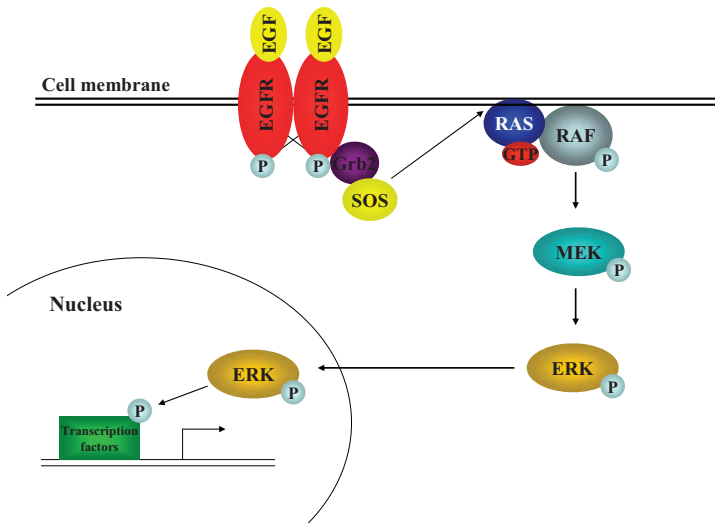 EGF
EGF
Cell membrane
EGFR
EGFR
RAS
RAF
GTP
P
P
Grb2
P
SOS
MEK
P
Nucleus
ERK
P
ERK
P
P
Transcription
factors